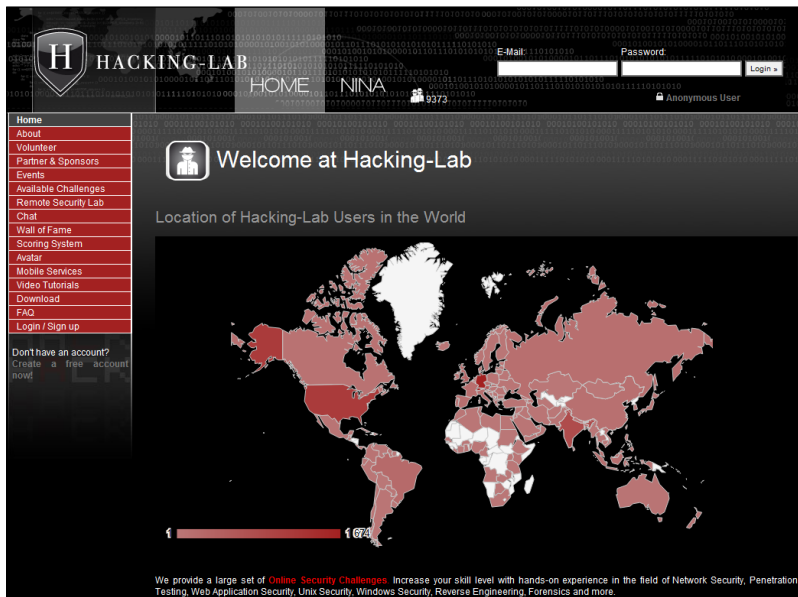 H HACKING-LAB
HOME NINA
E-Mail: Password:
Login »
9373
Anonymous User
Home
About
Volunteer
Partner & Sponsors
Events
Available Challenges
Remote Security Lab
Chat
Wall of Fame
Scoring System
Avatar
Mobile Services
Video Tutorials
Download
FAQ
Login / Sign up
Don't have an account?
Create a free account
now!
Welcome at Hacking-Lab
Location of Hacking-Lab Users in the World
1 1 674
We provide a large set of Online Security Challenges. Increase your skill level with hands-on experience in the field of Network Security, Penetration
Testing, Web Application Security, Unix Security, Windows Security, Reverse Engineering, Forensics and more.